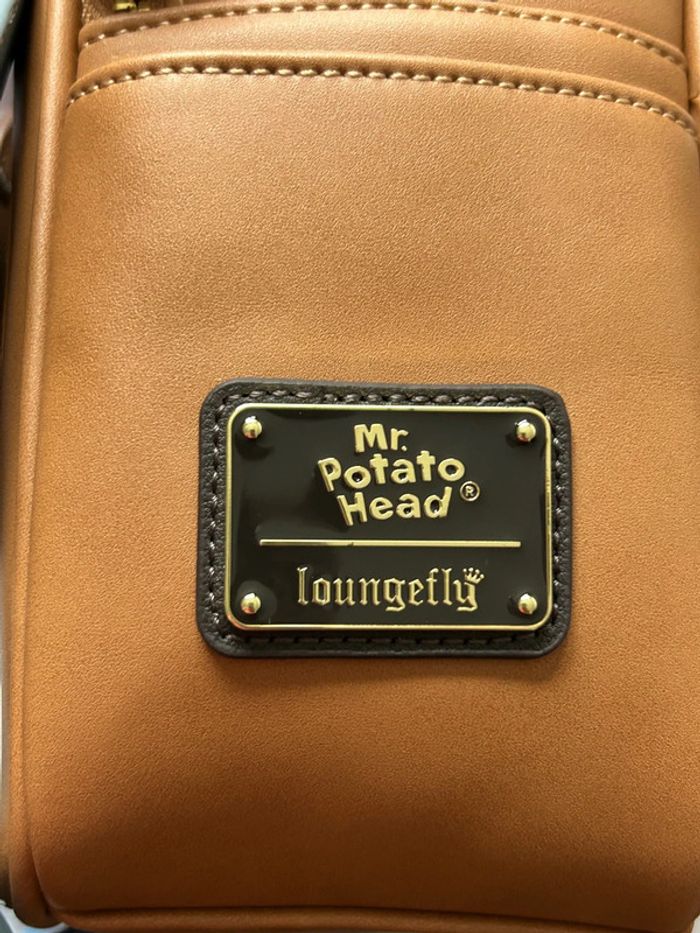 Mr.
Potato
Head®
loungefly